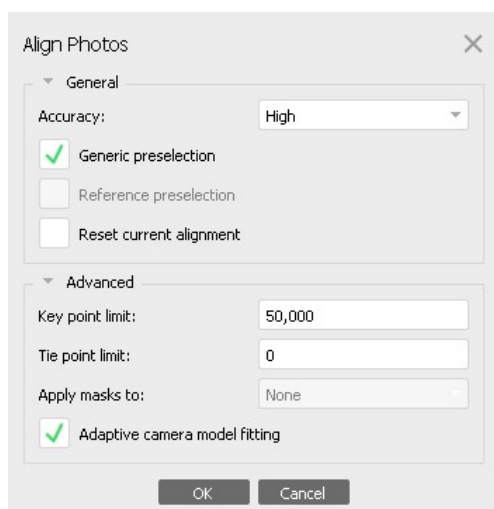 Align Photos
General
Accuracy: High
Generic preselection
Reference preselection
Reset current alignment
Advanced
Key point limit: 50,000
Tie point limit: 0
Apply masks to: None
Adaptive camera model fitting
OK Cancel